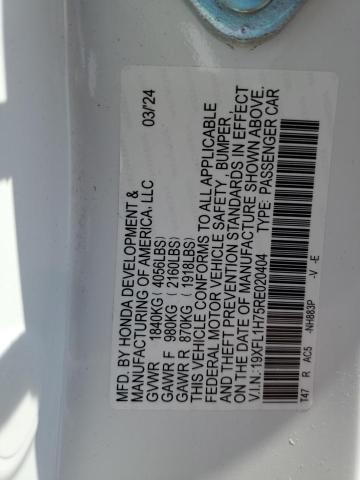 MFD. BY HONDA DEVELOPMENT &
MANUFACTURING OF AMERICA, LLC 03/'24
GVWR 1840KG (4056LBS)
GAWR F 980KG (2160LBS)
GAWR R 870KG (1918LBS)
THIS VEHICLE CONFORMS TO ALL APPLICABLE
FEDERAL MOTOR VEHICLE SAFETY, BUMPER,
AND THEFT PREVENTION STANDARDS IN EFFECT
ON THE DATE OF MANUFACTURE SHOWN ABOVE.
V.I.N.: 19XFL1H75RE020404 TYPE: PASSENGER CAR
T47 R AC5 -NH883P -V -E